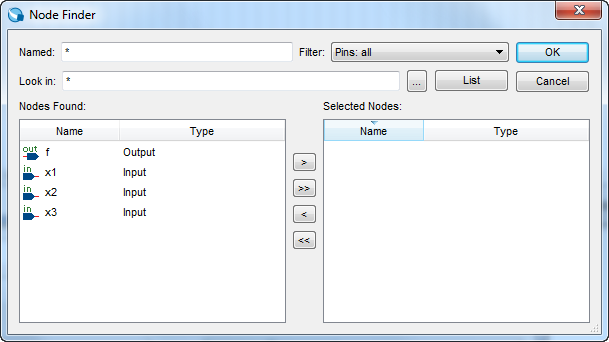 Node Finder
Named: * Filter: Pins: all OK
Look in: * ... List Cancel
Nodes Found: Selected Nodes:
Name Type Name Type
out f Output
in x1 Input
in x2 Input
in x3 Input
>
>>
<
<<